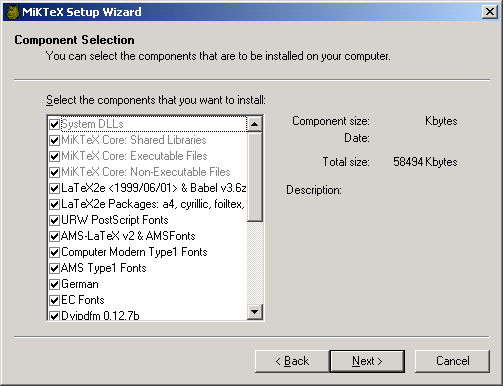 MiKTeX Setup Wizard
Component Selection
You can select the components that are to be installed on your computer.
Select the components that you want to install:
System DLLs
MiKTeX Core: Shared Libraries
MiKTeX Core: Executable Files
MiKTeX Core: Non-Executable Files
LaTeX2e <1999/06/01> & Babel v3.6z
LaTeX2e Packages: a4, cyrillic, foiltex,
URW PostScript Fonts
AMS-LaTeX v2 & AMSFonts
Computer Modern Type1 Fonts
AMS Type1 Fonts
German
EC Fonts
Dvipdfm 0.12.7b
Component size: Kbytes
Date:
Total size: 58494 Kbytes
Description:
< Back
Next >
Cancel